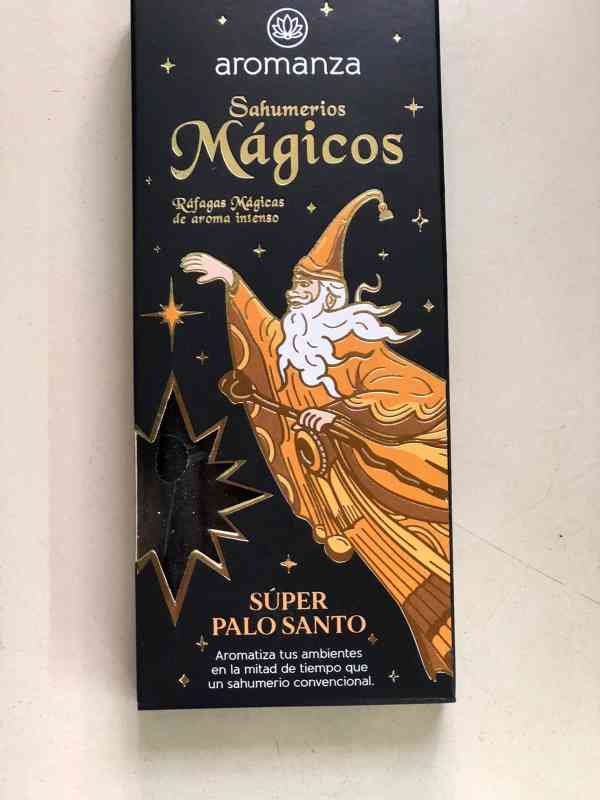 aromanza
Sahumerios
Mágicos
Ráfagas Mágicas
de aroma intenso
SÚPER
PALO SANTO
Aromatiza tus ambientes
en la mitad de tiempo que
un sahumerio convencional.